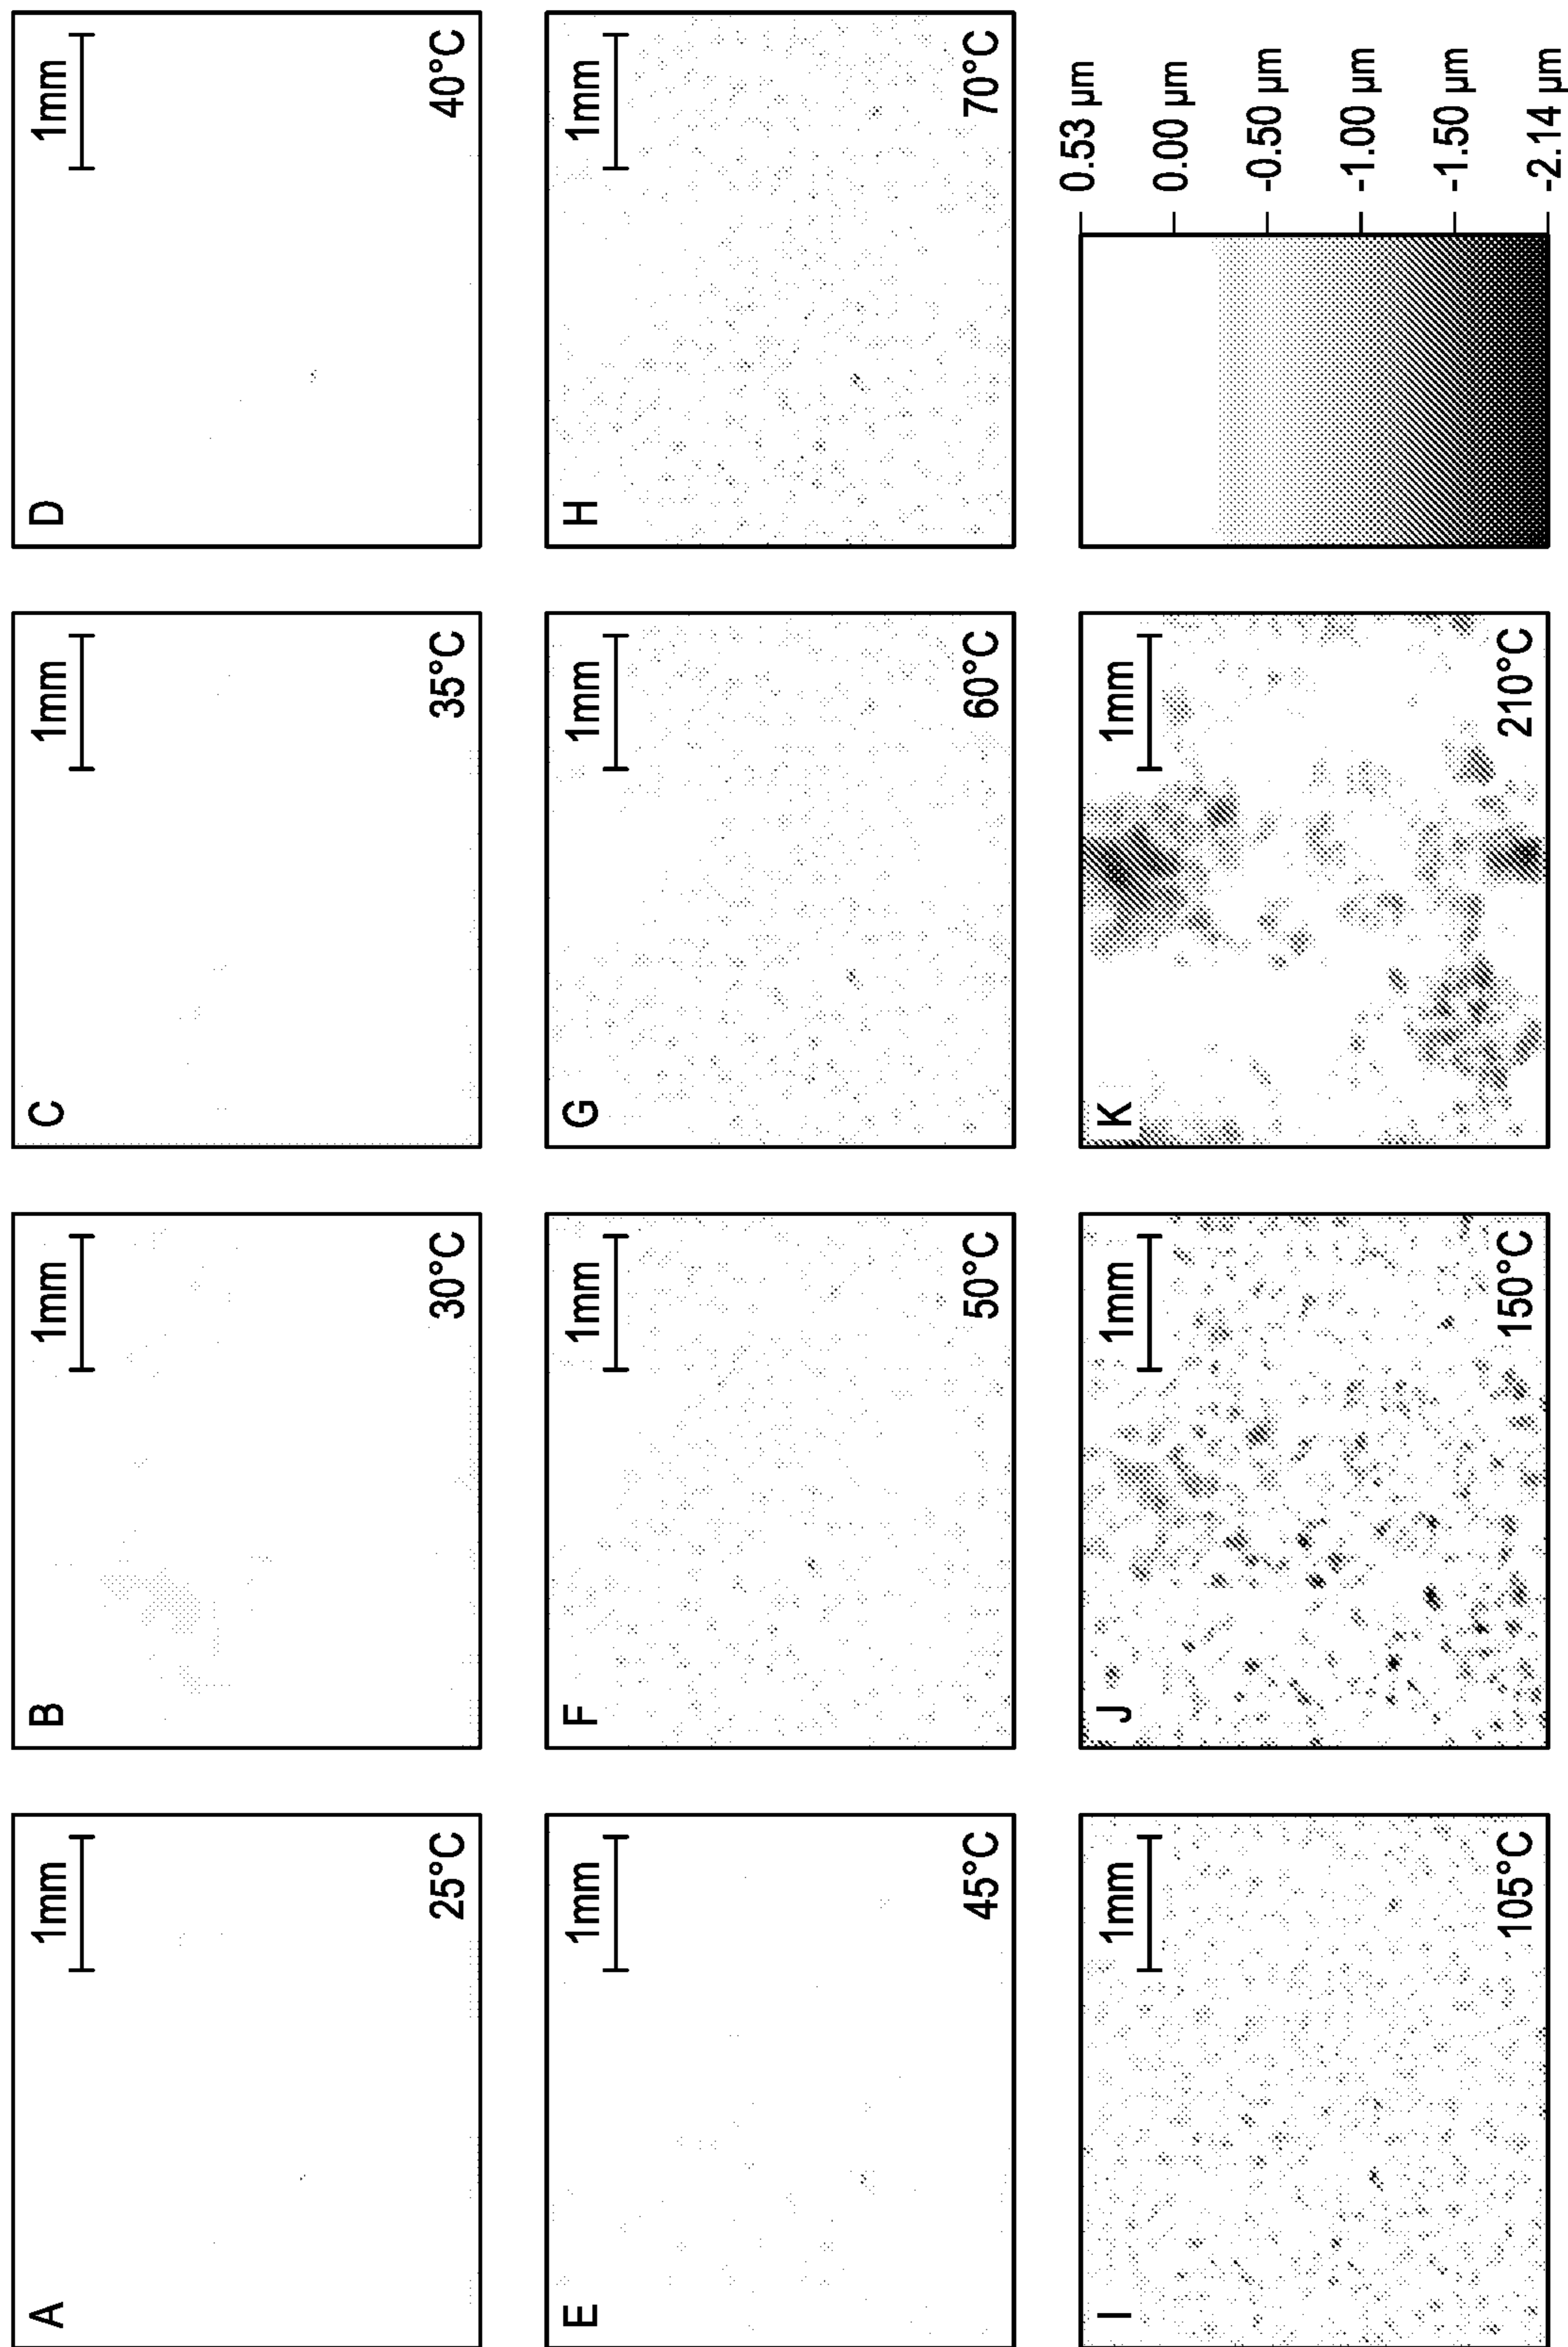 A
1mm
25°C
B
1mm
30°C
C
1mm
35°C
D
1mm
40°C
E
1mm
45°C
F
1mm
50°C
G
1mm
60°C
H
1mm
70°C
I
1mm
105°C
J
1mm
150°C
K
1mm
210°C
0.53 µm
0.00 µm
-0.50 µm
-1.00 µm
-1.50 µm
-2.14 µm